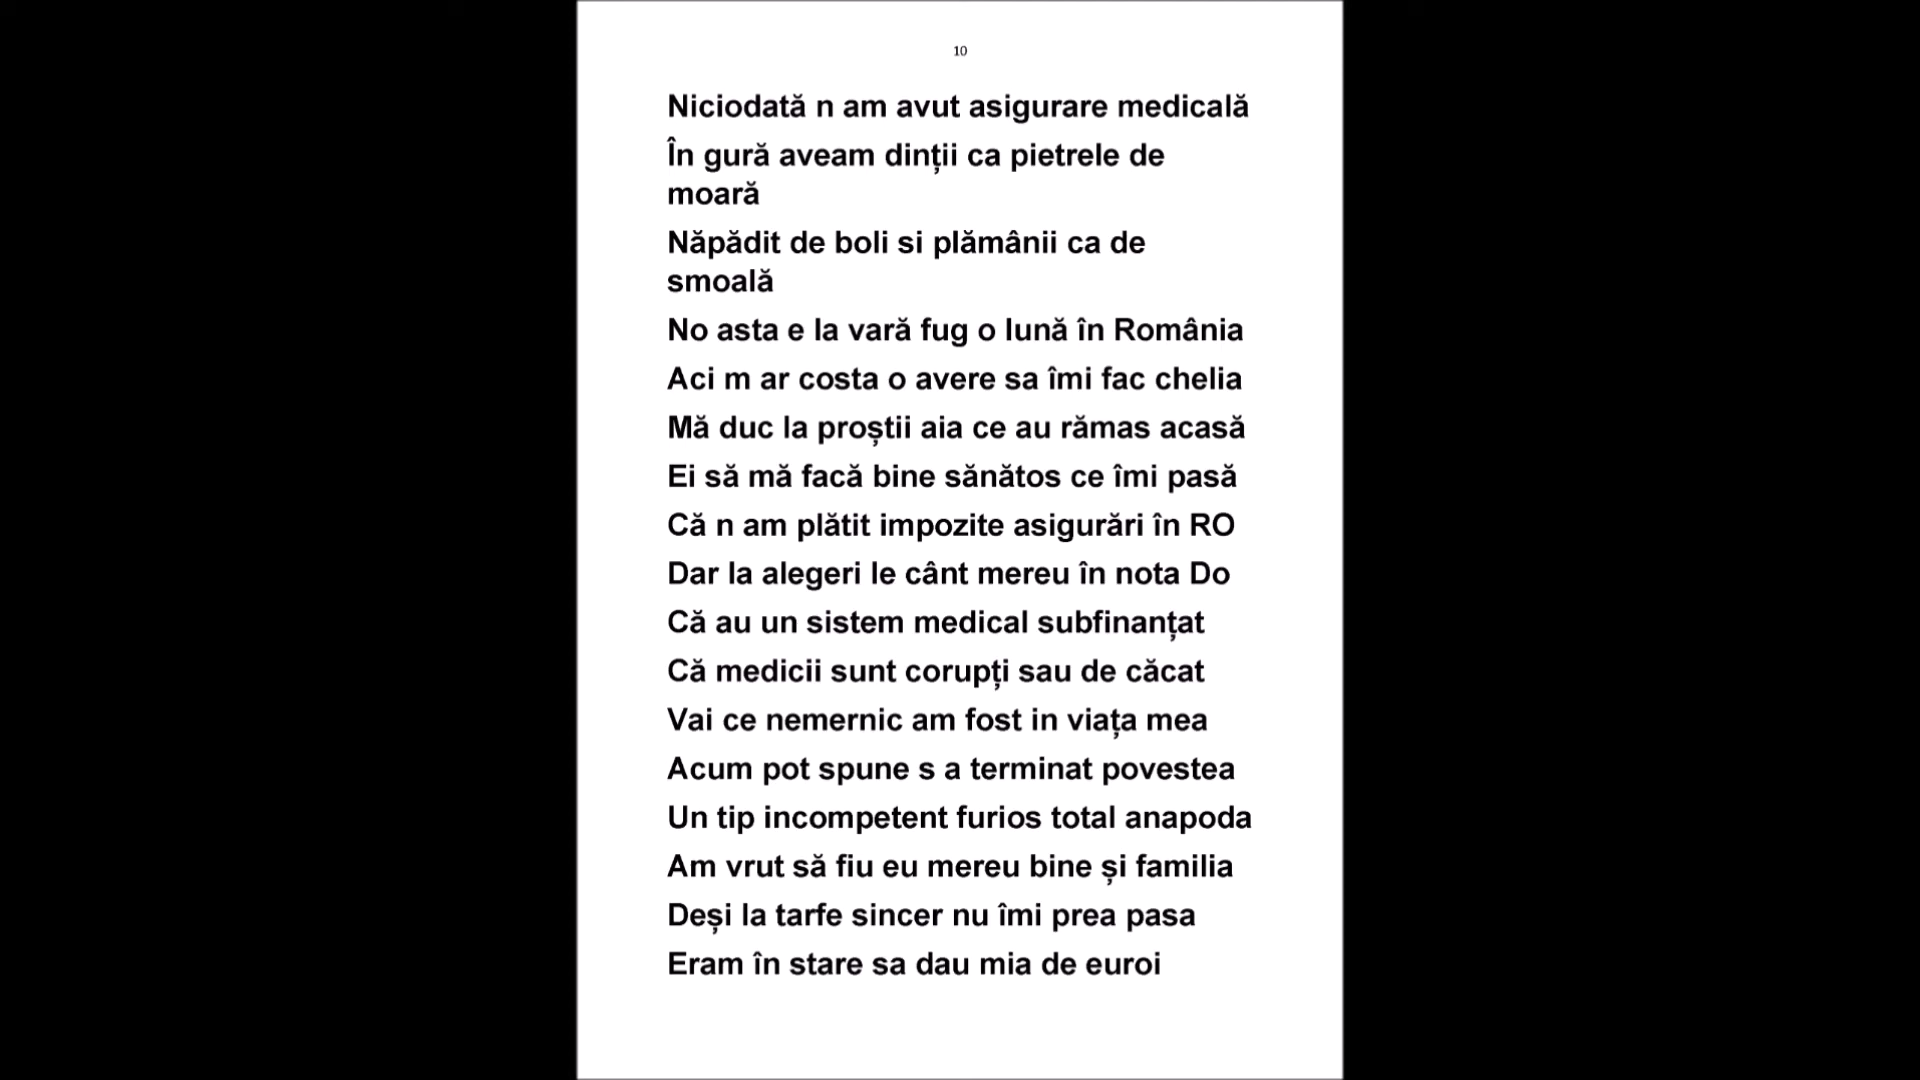 10
Niciodată n am avut asigurare medicală
În gură aveam dinții ca pietrele de
moară
Năpădit de boli si plămânii ca de
smoală
No asta e la vară fug o lună în România
Aci m ar costa o avere sa îmi fac chelia
Mă duc la proștii aia ce au rămas acasă
Ei să mă facă bine sănătos ce îmi pasă
Că n am plătit impozite asigurări în RO
Dar la alegeri le cânt mereu în nota Do
Că au un sistem medical subfinanțat
Că medicii sunt corupți sau de căcat
Vai ce nemernic am fost in viața mea
Acum pot spune s a terminat povestea
Un tip incompetent furios total anapoda
Am vrut să fiu eu mereu bine și familia
Deși la tarfe sincer nu îmi prea pasa
Eram în stare sa dau mia de euroi